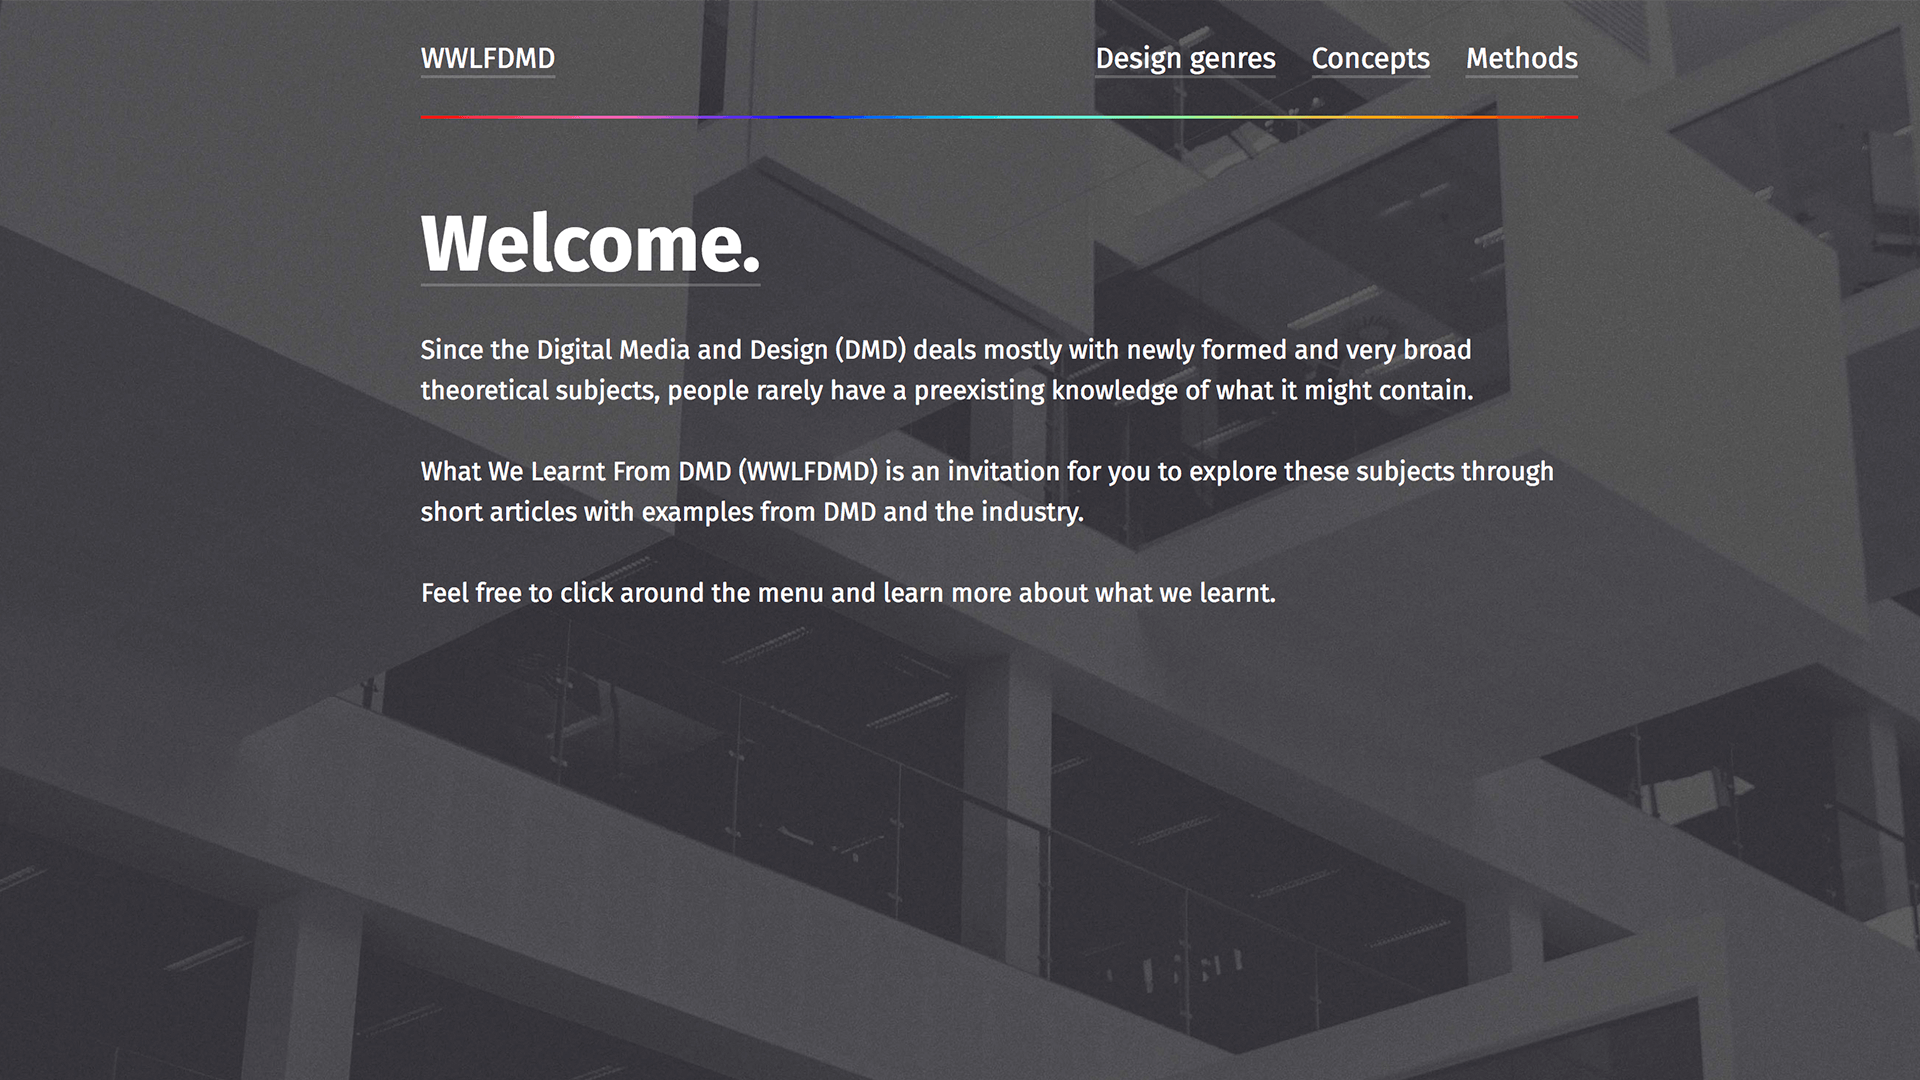 WWLFDMD
Design genres
Concepts
Methods
Welcome.
Since the Digital Media and Design (DMD) deals mostly with newly formed and very broad
theoretical subjects, people rarely have a preexisting knowledge of what it might contain.
What We Learnt From DMD (WWLFDMD) is an invitation for you to explore these subjects through
short articles with examples from DMD and the industry.
Feel free to click around the menu and learn more about what we learnt.